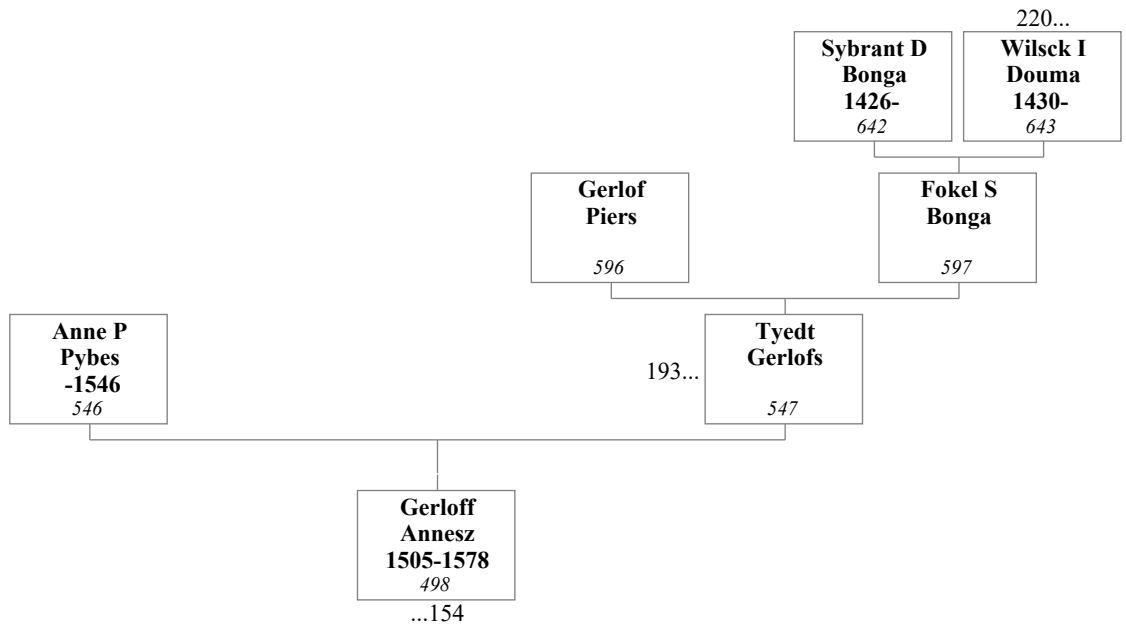 220...
Sybrant D
Bonga
1426-
642
Wilsck I
Douma
1430-
643
Gerlof
Piers
596
Fokel S
Bonga
597
Anne P
Pybes
-1546
546
193...
Tyedt
Gerlofs
547
Gerloff
Annesz
1505-1578
498
...154